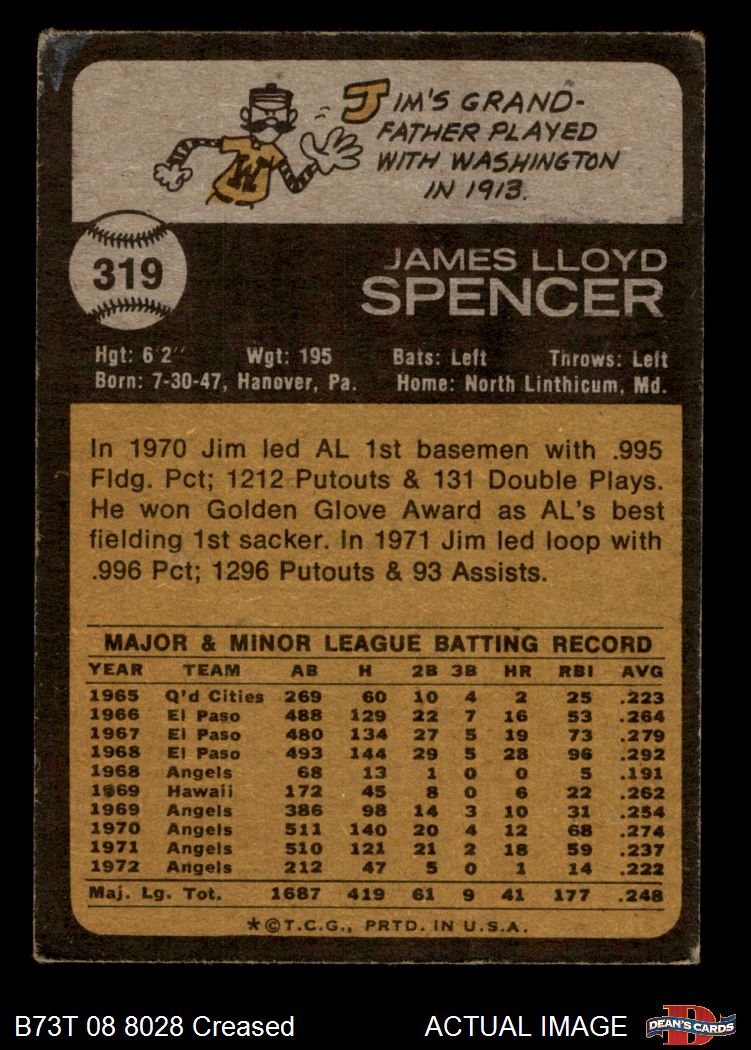 JIM'S GRAND-
FATHER PLAYED
WITH WASHINGTON
IN 1913.
W
319
JAMES LLOYD
SPENCER
Hgt: 6'2" Wgt: 195 Bats: Left Throws: Left
Born: 7-30-47, Hanover, Pa. Home: North Linthicum, Md.
In 1970 Jim led AL 1st basemen with .995
Fldg. Pct; 1212 Putouts & 131 Double Plays.
He won Golden Glove Award as AL's best
fielding 1st sacker. In 1971 Jim led loop with
.996 Pct; 1296 Putouts & 93 Assists.
MAJOR & MINOR LEAGUE BATTING RECORD
YEAR TEAM AB H 2B 3B HR RBI AVG
1965 Q'd Cities 269 60 10 4 2 25 .223
1966 El Paso 488 129 22 7 16 53 .264
1967 El Paso 480 134 27 5 19 73 .279
1968 El Paso 493 144 29 5 28 96 .292
1968 Angels 68 13 1 0 0 5 .191
1969 Hawaii 172 45 8 0 6 22 .262
1969 Angels 386 98 14 3 10 31 .254
1970 Angels 511 140 20 4 12 68 .274
1971 Angels 510 121 21 2 18 59 .237
1972 Angels 212 47 5 0 1 14 .222
Maj. Lg. Tot. 1687 419 61 9 41 177 .248
*©T.C.G., PRTD. IN U.S.A.
B73T 08 8028 Creased ACTUAL IMAGE
D
DEAN'S CARDS